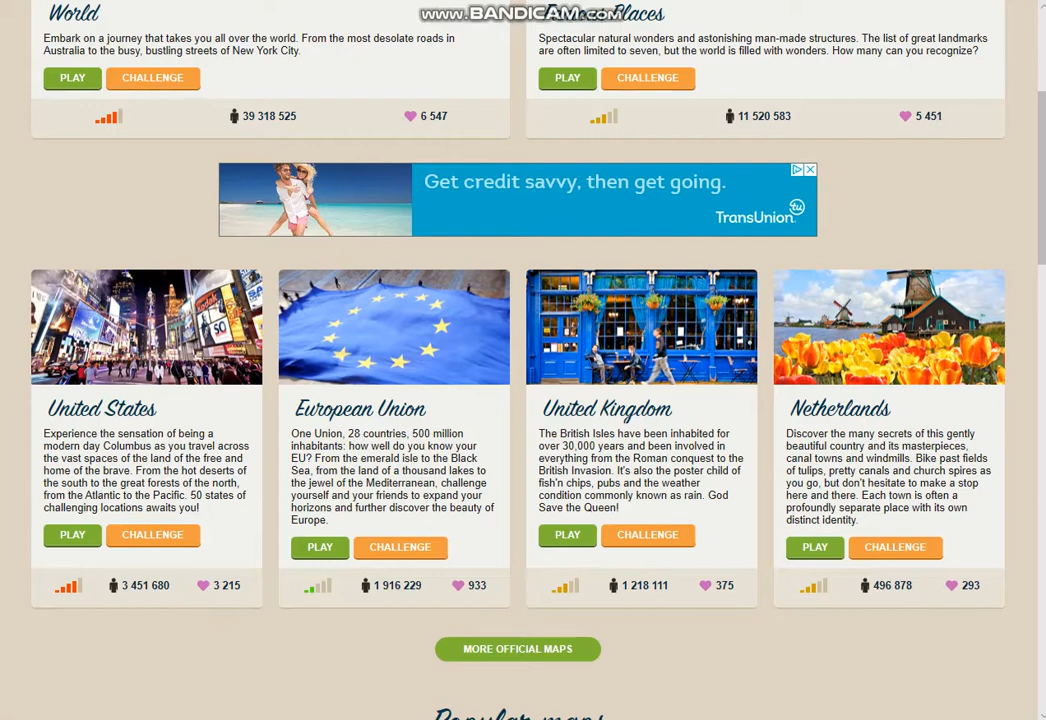 www.BANDICAM.com
World
Famous Places
Embark on a journey that takes you all over the world. From the most desolate roads in
Australia to the busy, bustling streets of New York City.
Spectacular natural wonders and astonishing man-made structures. The list of great landmarks
are often limited to seven, but the world is filled with wonders. How many can you recognize?
PLAY
CHALLENGE
PLAY
CHALLENGE
39 318 525
6 547
11 520 583
5 451
Get credit savvy, then get going.
TransUnion
tu
Kodak
United States
Experience the sensation of being a
modern day Columbus as you travel across
the vast spaces of the land of the free and
home of the brave. From the hot deserts of
the south to the great forests of the north,
from the Atlantic to the Pacific. 50 states of
challenging locations awaits you!
PLAY
CHALLENGE
3 451 680
3 215
European Union
One Union, 28 countries, 500 million
inhabitants: how well do you know your
EU? From the emerald isle to the Black
Sea, from the land of a thousand lakes to
the jewel of the Mediterranean, challenge
yourself and your friends to expand your
horizons and further discover the beauty of
Europe.
PLAY
CHALLENGE
1 916 229
933
United Kingdom
The British Isles have been inhabited for
over 30,000 years and been involved in
everything from the Roman conquest to the
British Invasion. It's also the poster child of
fish'n chips, pubs and the weather
condition commonly known as rain. God
Save the Queen!
PLAY
CHALLENGE
1 218 111
375
Netherlands
Discover the many secrets of this gently
beautiful country and its masterpieces,
canal towns and windmills. Bike past fields
of tulips, pretty canals and church spires as
you go, but don't hesitate to make a stop
here and there. Each town is often a
profoundly separate place with its own
distinct identity.
PLAY
CHALLENGE
496 878
293
MORE OFFICIAL MAPS
Popular maps